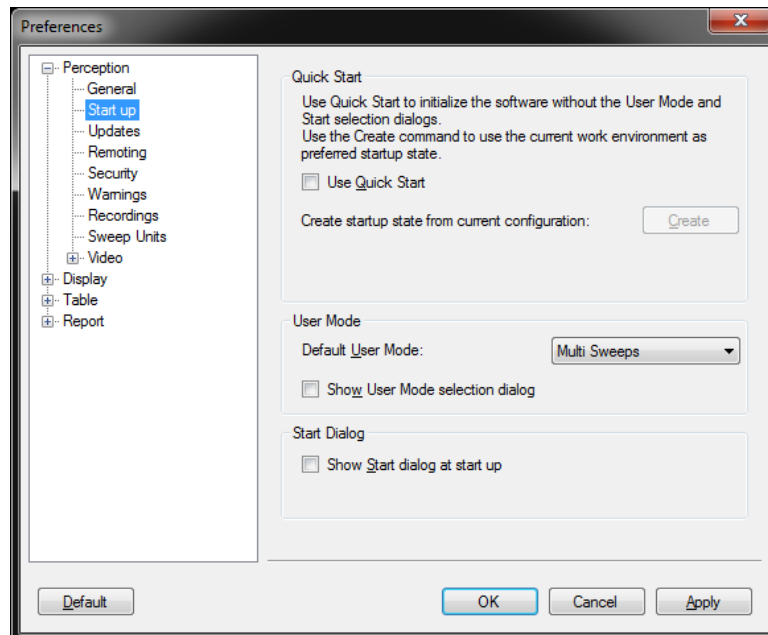 Preferences
Perception
General
Start up
Updates
Remoting
Security
Warnings
Recordings
Sweep Units
Video
Display
Table
Report
Quick Start
Use Quick Start to initialize the software without the User Mode and
Start selection dialogs.
Use the Create command to use the current work environment as
preferred startup state.
Use Quick Start
Create startup state from current configuration:
Create
User Mode
Default User Mode:
Multi Sweeps
Show User Mode selection dialog
Start Dialog
Show Start dialog at start up
Default
OK
Cancel
Apply